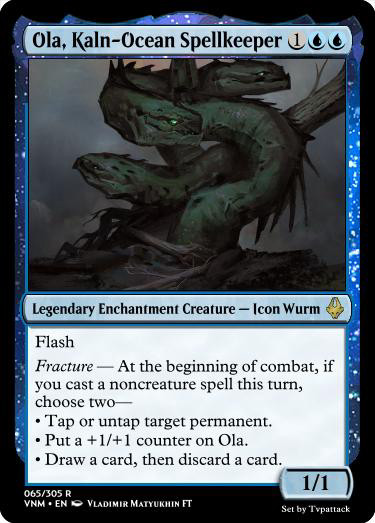 Ola, Kaln-Ocean Spellkeeper 1
Legendary Enchantment Creature — Icon Wurm
Flash
Fracture — At the beginning of combat, if
you cast a noncreature spell this turn,
choose two—
• Tap or untap target permanent.
• Put a +1/+1 counter on Ola.
• Draw a card, then discard a card.
1/1
065/305 R
VNM • EN Vladimir Matyukhin FT
Set by Tvpattack